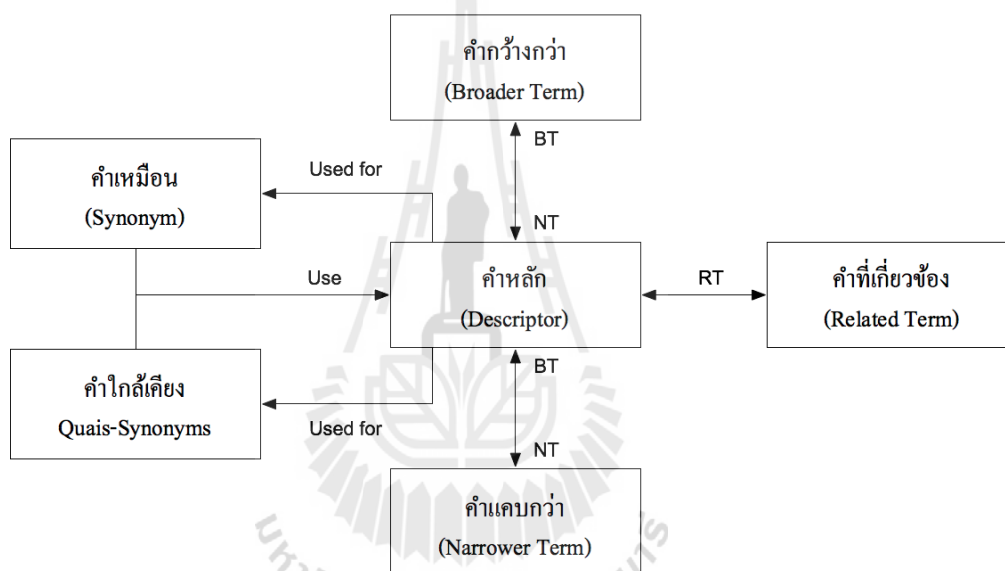 คำกว้างกว่า
(Broader Term)
BT
Used for
คำเหมือน
(Synonym)
NT
Use
คำหลัก
(Descriptor)
RT
คำที่เกี่ยวข้อง
(Related Term)
BT
คำใกล้เคียง
Quais-Synonyms
Used for
NT
คำแคบกว่า
(Narrower Term)